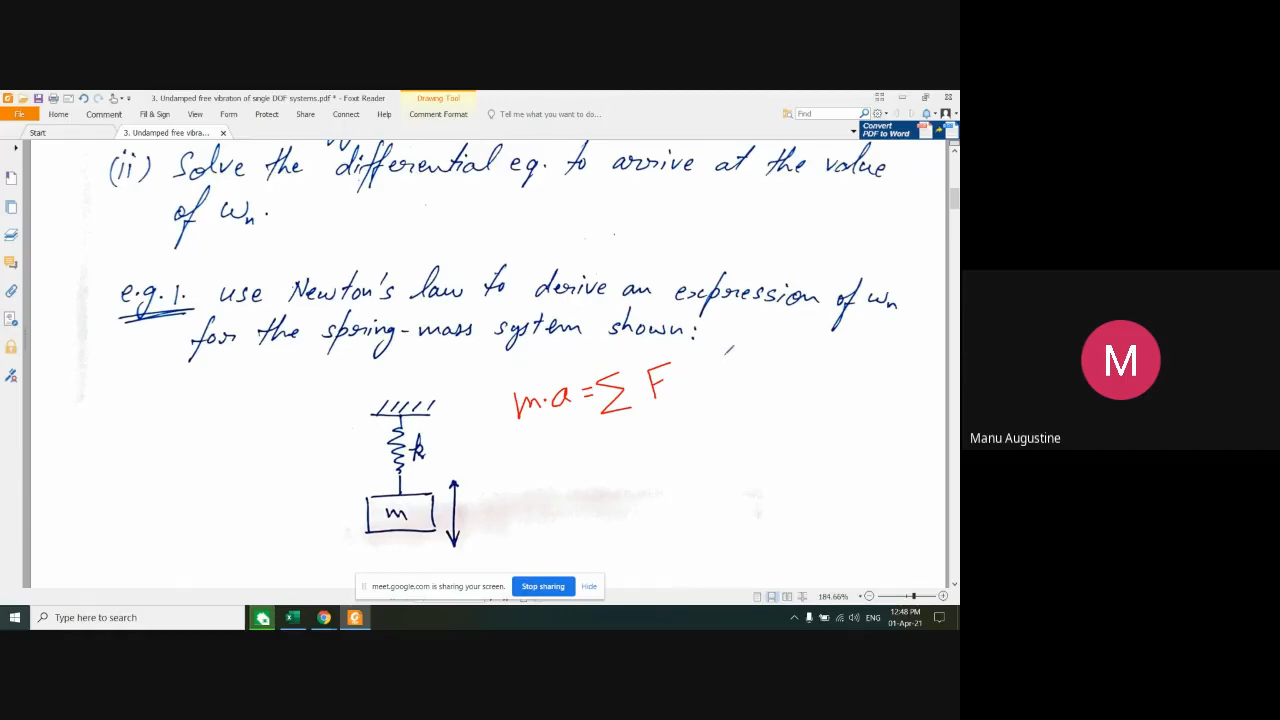 3. Undamped free vibration of single DOF systems.pdf * - Foxit Reader
Drawing Tool
File Home Comment Fill & Sign View Form Protect Share Connect Help Comment Format Tell me what you want to do... Find
Start 3. Undamped free vibra... Convert PDF to Word
(ii) Solve the differential eq. to arrive at the value
of ωn.
e.g.1. Use Newton's law to derive an expression of ωn
for the spring-mass system shown:
m.a = Σ F
k
m
M
Manu Augustine
meet.google.com is sharing your screen. Stop sharing Hide
184.66%
Type here to search
ENG
12:48 PM
01-Apr-21